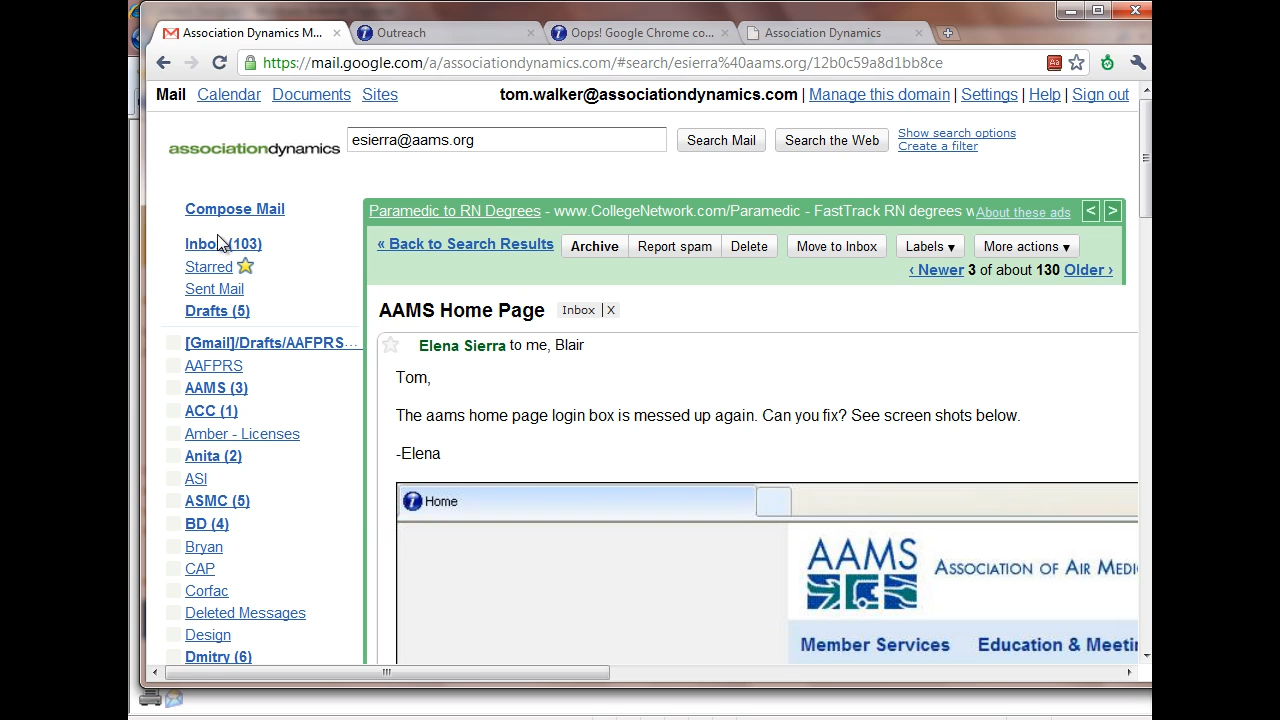 Association Dynamics M...
Outreach
Oops! Google Chrome co...
Association Dynamics
https://mail.google.com/a/associationdynamics.com/#search/esierra%40aams.org/12b0c59a8d1bb8ce
Mail Calendar Documents Sites
tom.walker@associationdynamics.com | Manage this domain | Settings | Help | Sign out
associationdynamics
esierra@aams.org
Search Mail
Search the Web
Show search options
Create a filter
Compose Mail
Inbox (103)
Starred
Sent Mail
Drafts (5)
[Gmail]/Drafts/AAFPRS...
AAFPRS
AAMS (3)
ACC (1)
Amber - Licenses
Anita (2)
ASI
ASMC (5)
BD (4)
Bryan
CAP
Corfac
Deleted Messages
Design
Dmitry (6)
Paramedic to RN Degrees - www.CollegeNetwork.com/Paramedic - FastTrack RN degrees
About these ads
< >
« Back to Search Results
Archive
Report spam
Delete
Move to Inbox
Labels ▾
More actions ▾
‹ Newer 3 of about 130 Older ›
AAMS Home Page
Inbox | X
Elena Sierra to me, Blair
Tom,
The aams home page login box is messed up again. Can you fix? See screen shots below.
-Elena
Home
AAMS
ASSOCIATION OF AIR MEDI
Member Services
Education & Meetin